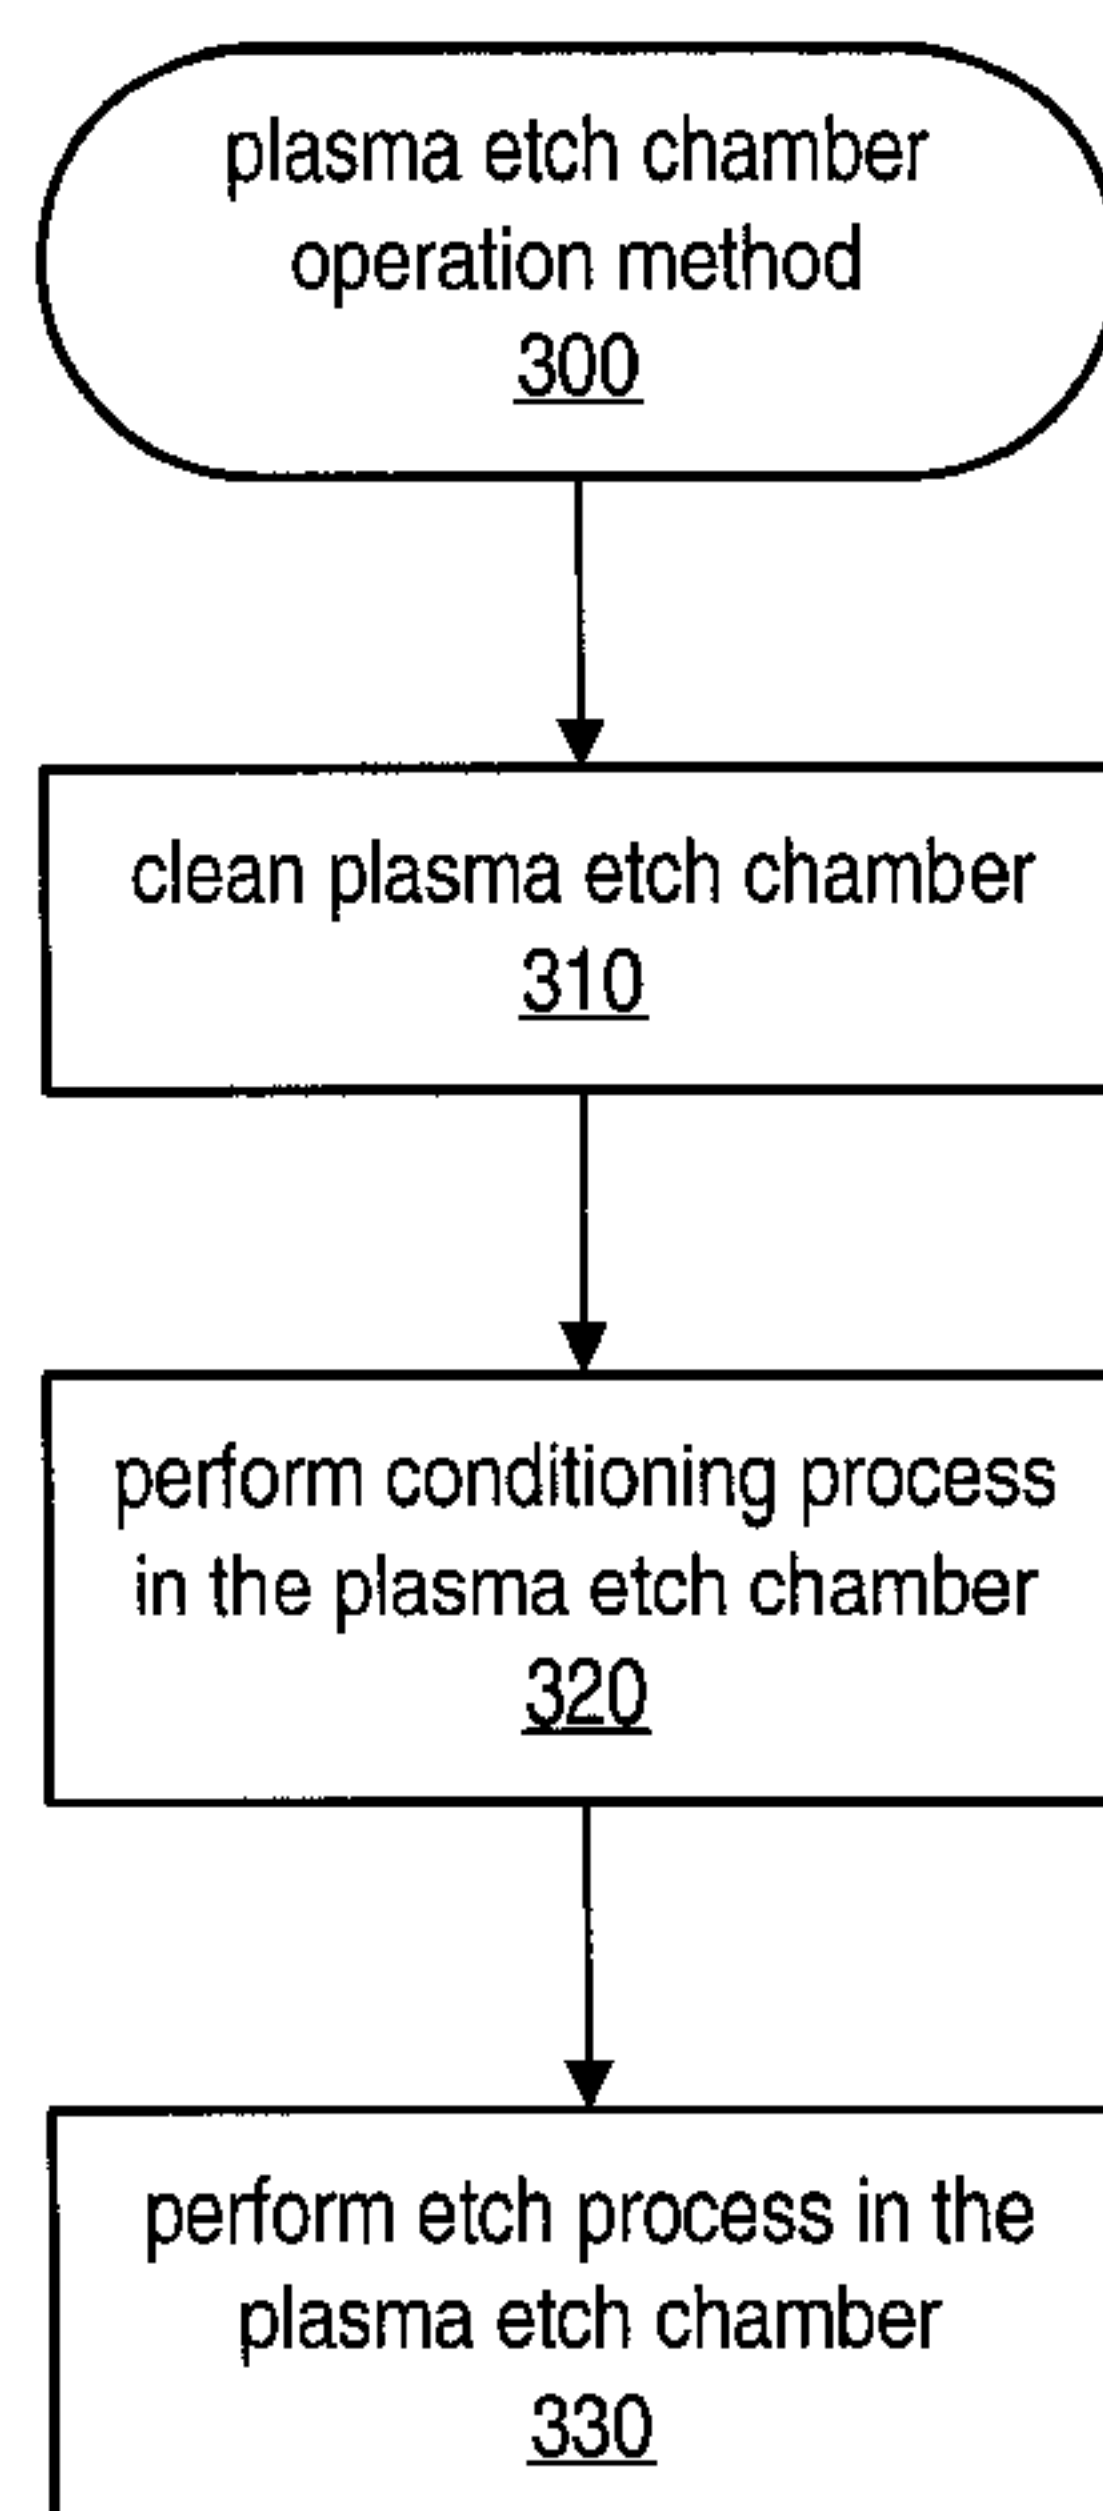 plasma etch chamber
operation method
300
clean plasma etch chamber
310
perform conditioning process
in the plasma etch chamber
320
perform etch process in the
plasma etch chamber
330